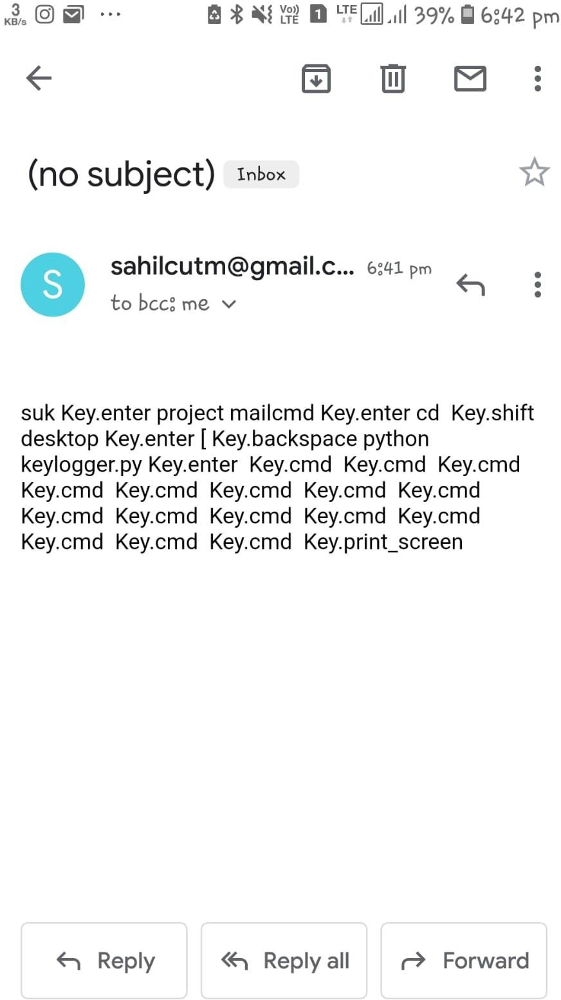 3 KB/s ... Vo)) LTE 1 LTE 39% 6:42 pm
(no subject) Inbox
S sahilcutm@gmail.c... 6:41 pm
to bcc: me
suk Key.enter project mailcmd Key.enter cd  Key.shift
desktop Key.enter [ Key.backspace python
keylogger.py Key.enter  Key.cmd  Key.cmd  Key.cmd
Key.cmd  Key.cmd  Key.cmd  Key.cmd  Key.cmd
Key.cmd  Key.cmd  Key.cmd  Key.cmd  Key.cmd
Key.cmd  Key.cmd  Key.cmd  Key.print_screen
Reply Reply all Forward